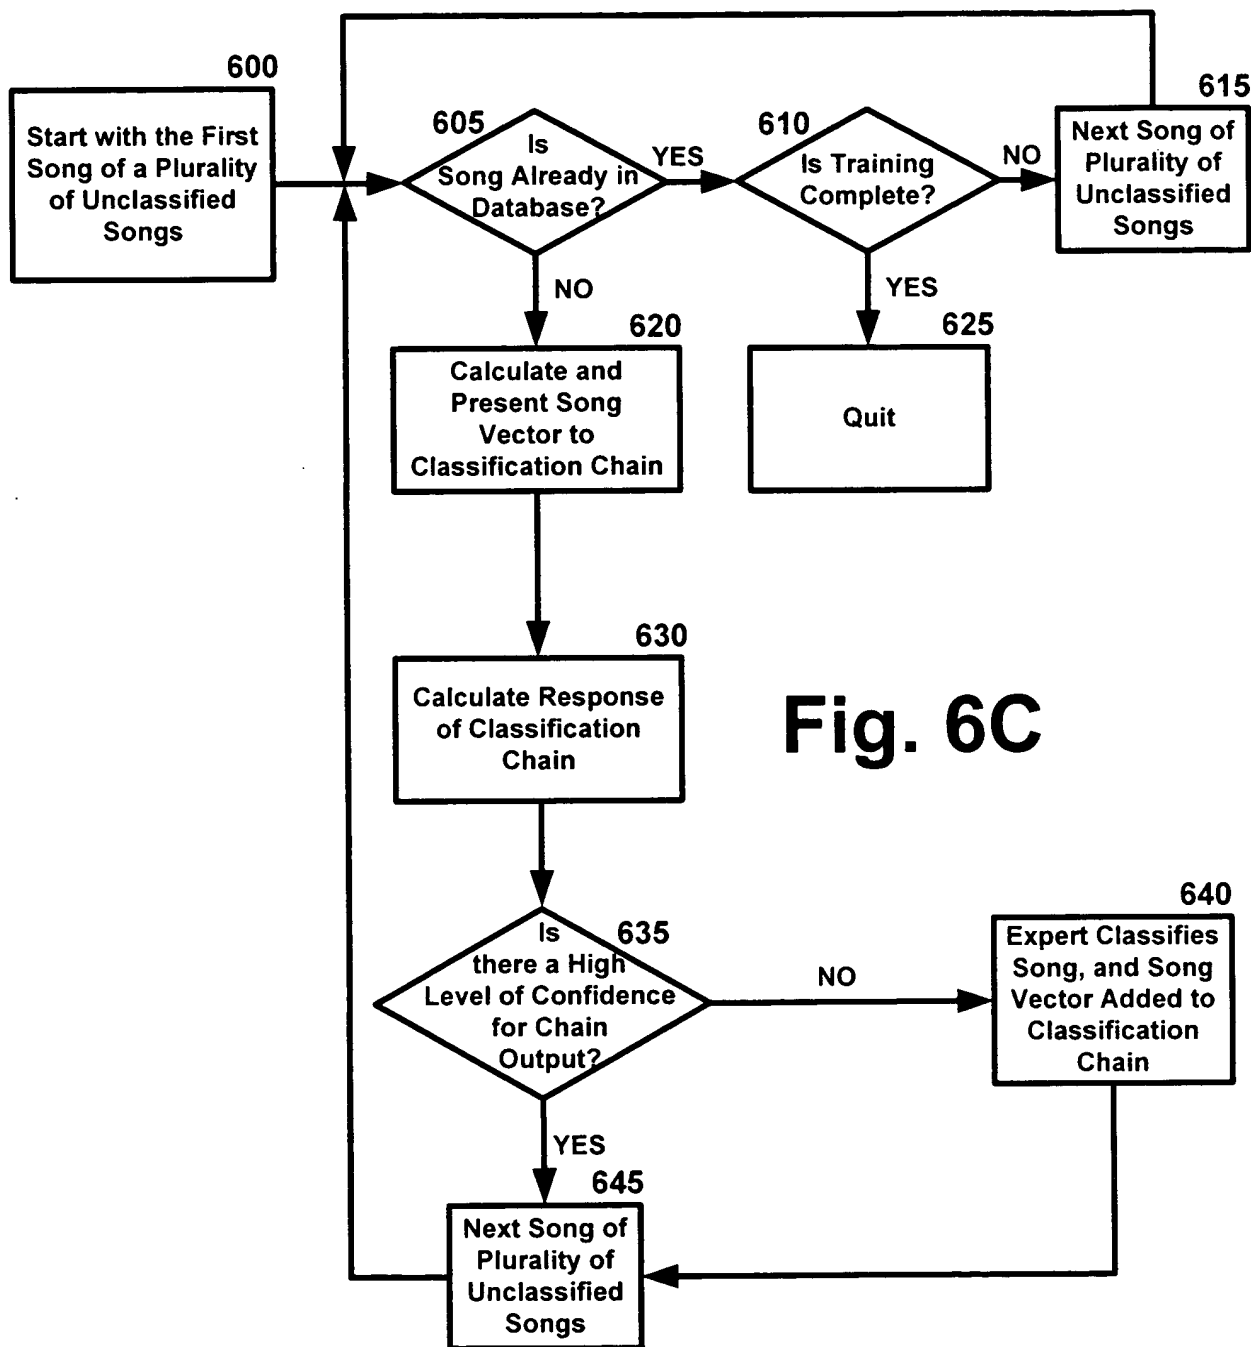 600
Start with the First
Song of a Plurality
of Unclassified
Songs
605
Is
Song Already in
Database?
YES
610
Is Training
Complete?
NO
615
Next Song of
Plurality of
Unclassified
Songs
NO
YES
620
Calculate and
Present Song
Vector to
Classification Chain
625
Quit
630
Calculate Response
of Classification
Chain
Fig. 6C
635
Is
there a High
Level of Confidence
for Chain
Output?
NO
640
Expert Classifies
Song, and Song
Vector Added to
Classification
Chain
YES
645
Next Song of
Plurality of
Unclassified
Songs